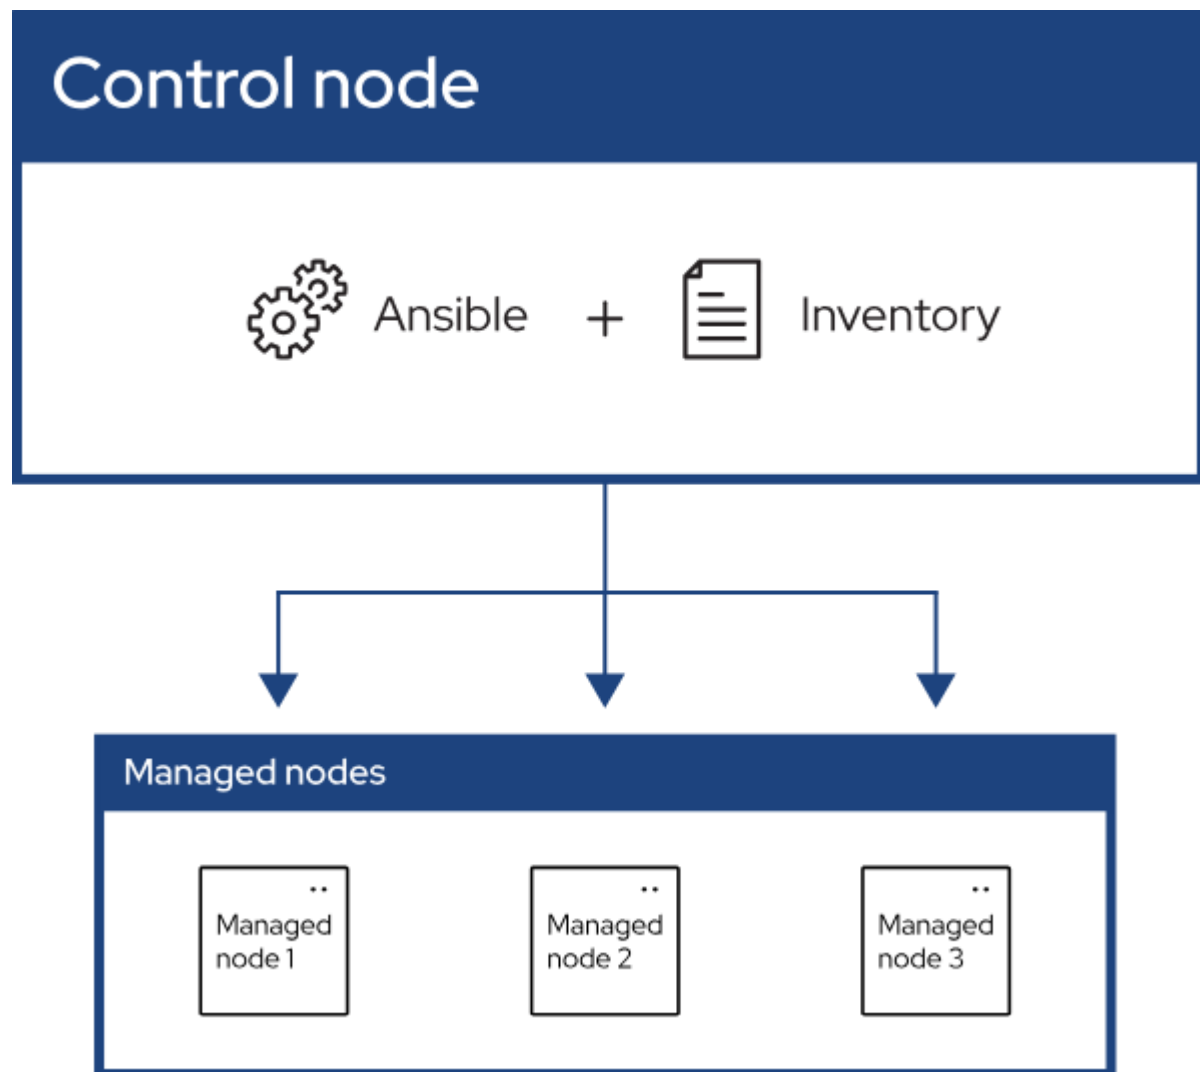 Control node
Ansible + Inventory
Managed nodes
Managed
node 1
Managed
node 2
Managed
node 3